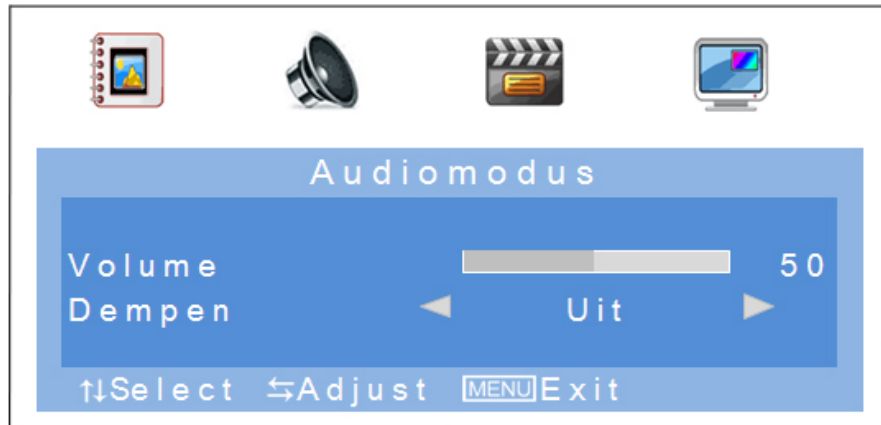 Audiomodus
Volume 50
Dempen ◀ Uit ▶
↑↓Select ⇆Adjust MENU Exit